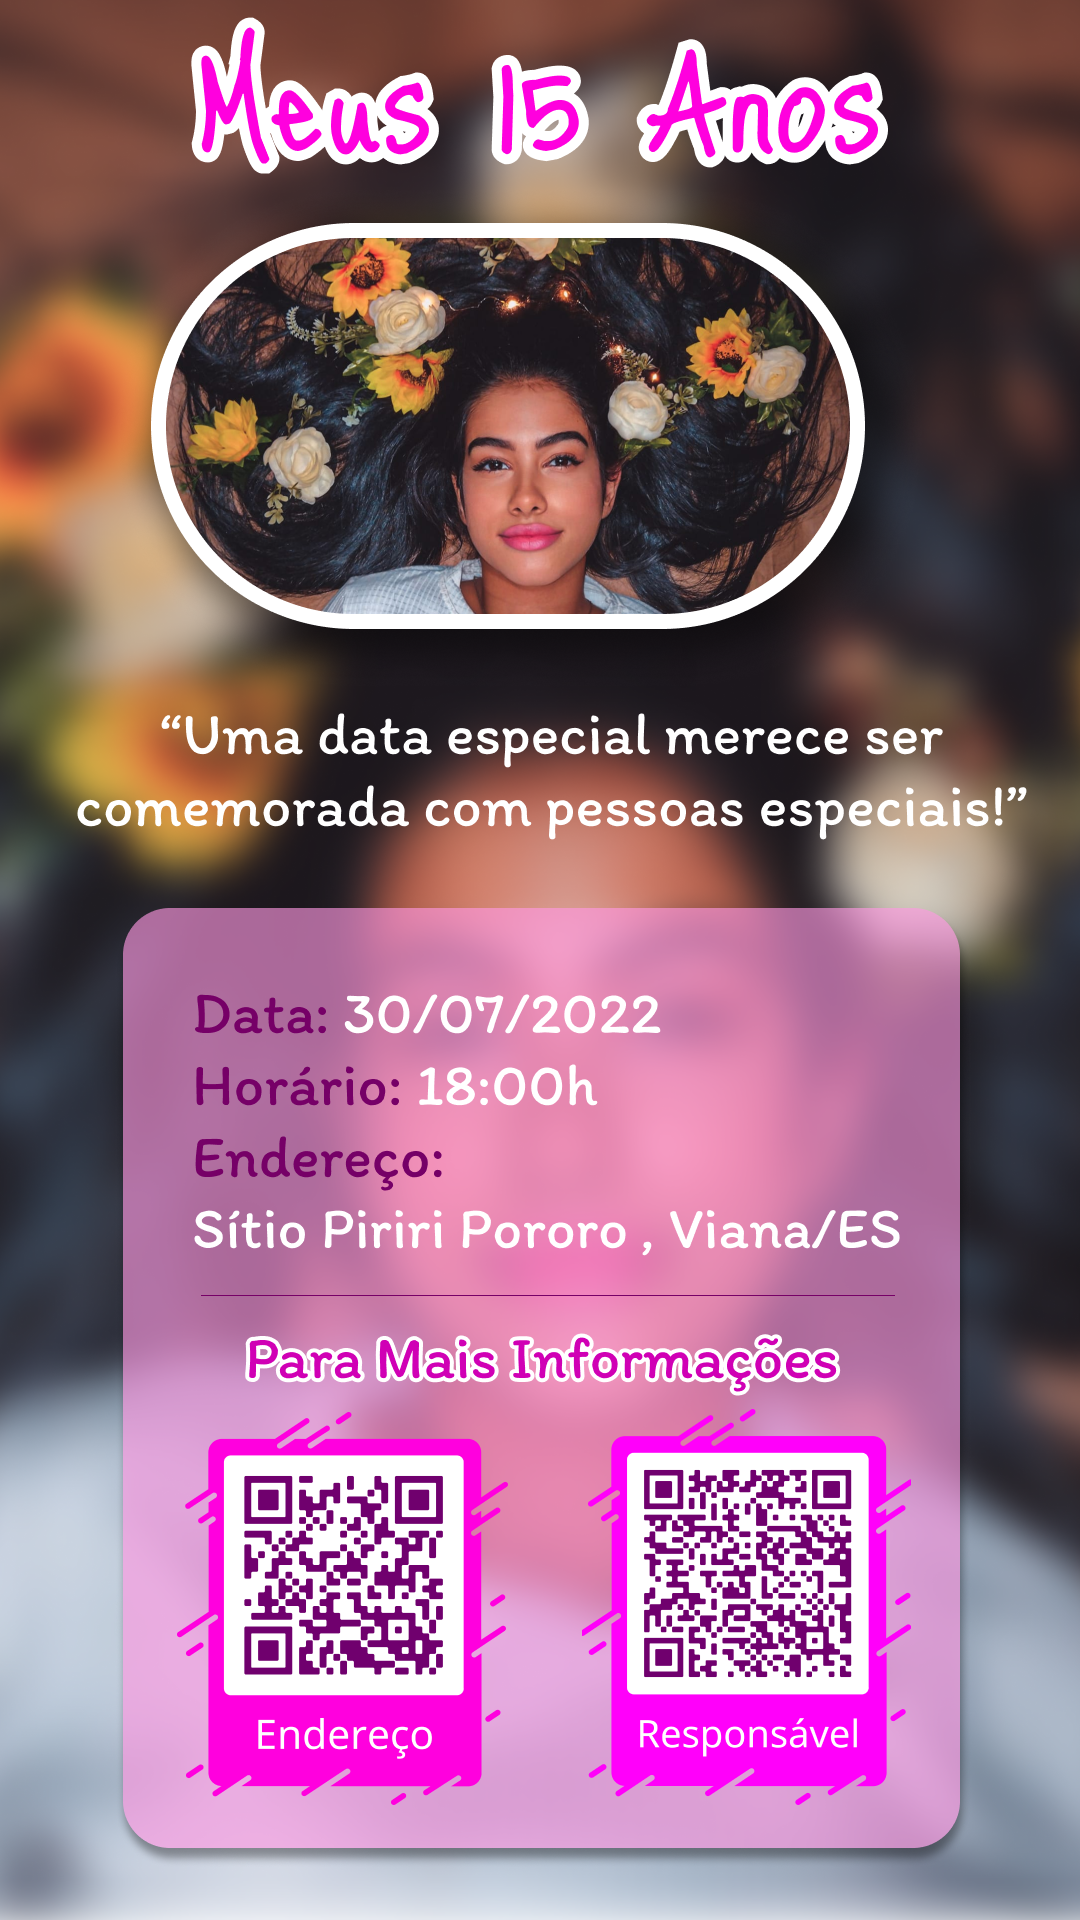 Meus 15 Anos
“Uma data especial merece ser
comemorada com pessoas especiais!”
Data: 30/07/2022
Horário: 18:00h
Endereço:
Sítio Piriri Pororo , Viana/ES
Para Mais Informações
Endereço
Responsável